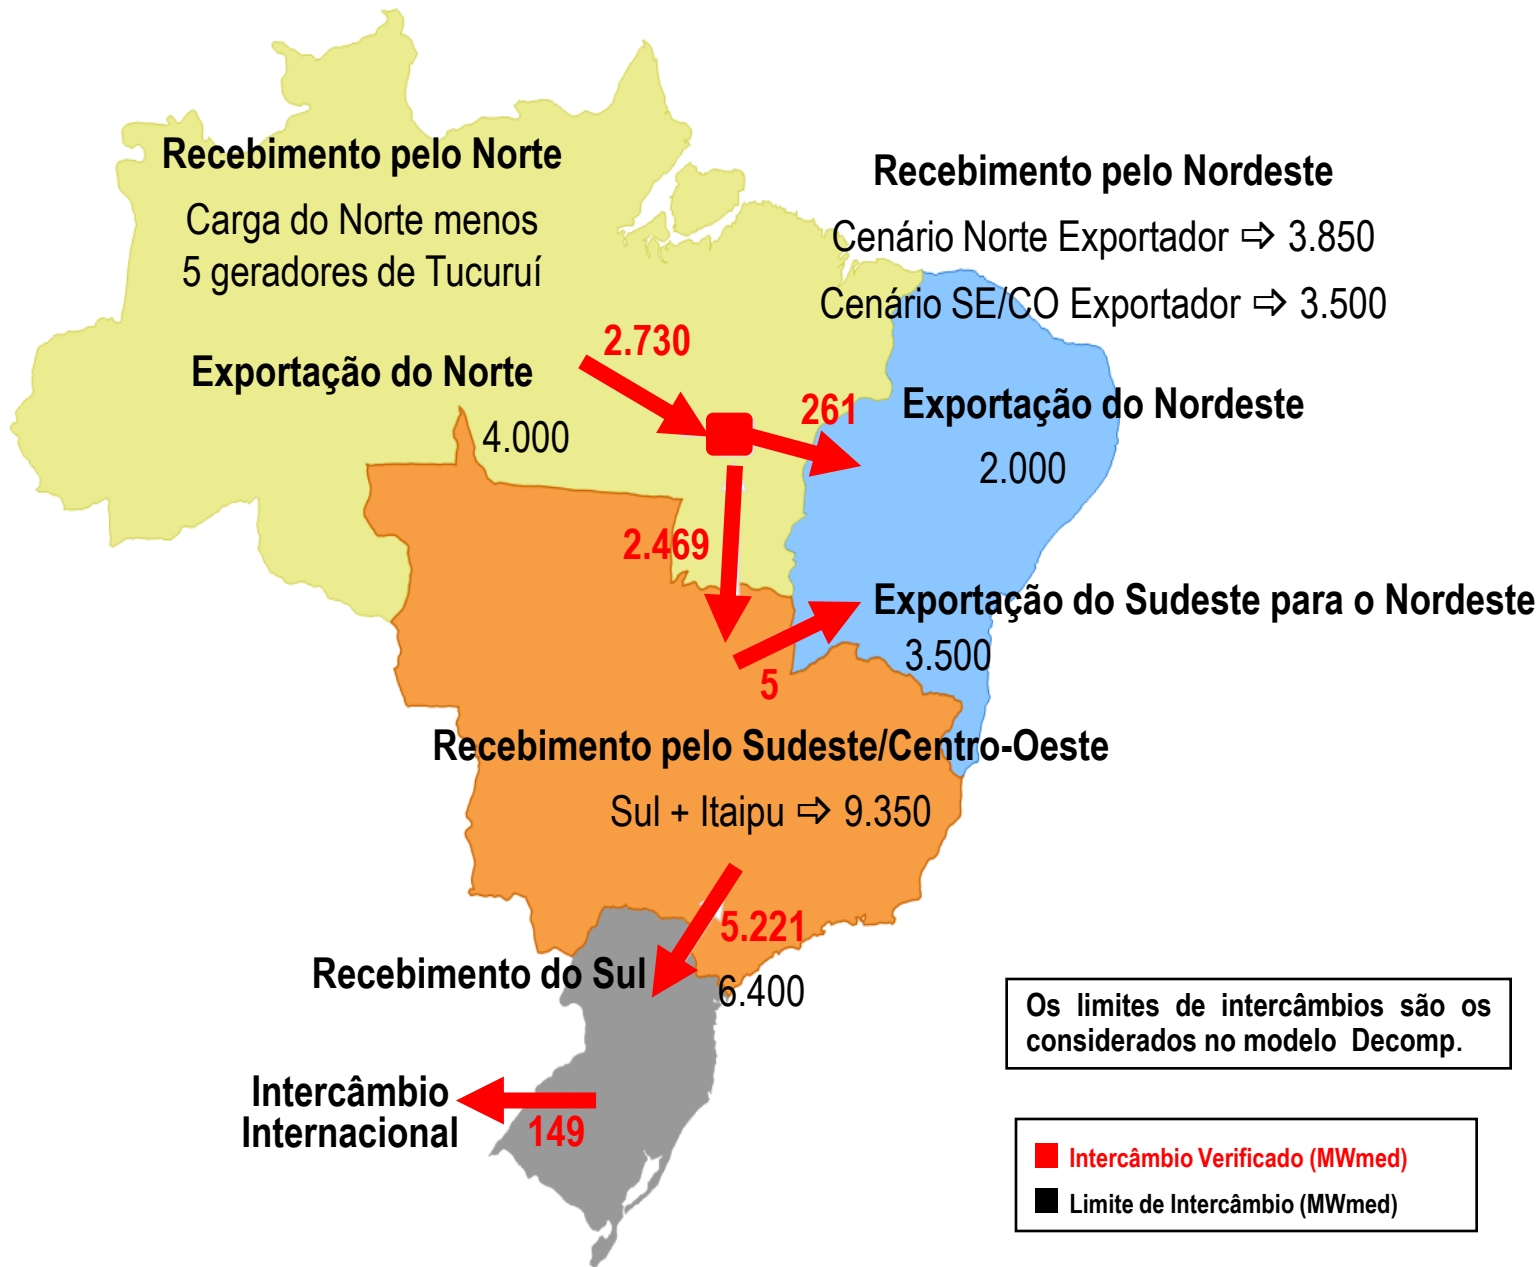 Recebimento pelo Norte
Carga do Norte menos
5 geradores de Tucuruí
Recebimento pelo Nordeste
Cenário Norte Exportador ⇨ 3.850
Cenário SE/CO Exportador ⇨ 3.500
2.730
Exportação do Norte
4.000
261
Exportação do Nordeste
2.000
2.469
Exportação do Sudeste para o Nordeste
3.500
5
Recebimento pelo Sudeste/Centro-Oeste
Sul + Itaipu ⇨ 9.350
5.221
Recebimento do Sul
6.400
Os limites de intercâmbios são os
considerados no modelo Decomp.
Intercâmbio
Internacional
149
Intercâmbio Verificado (MWmed)
Limite de Intercâmbio (MWmed)